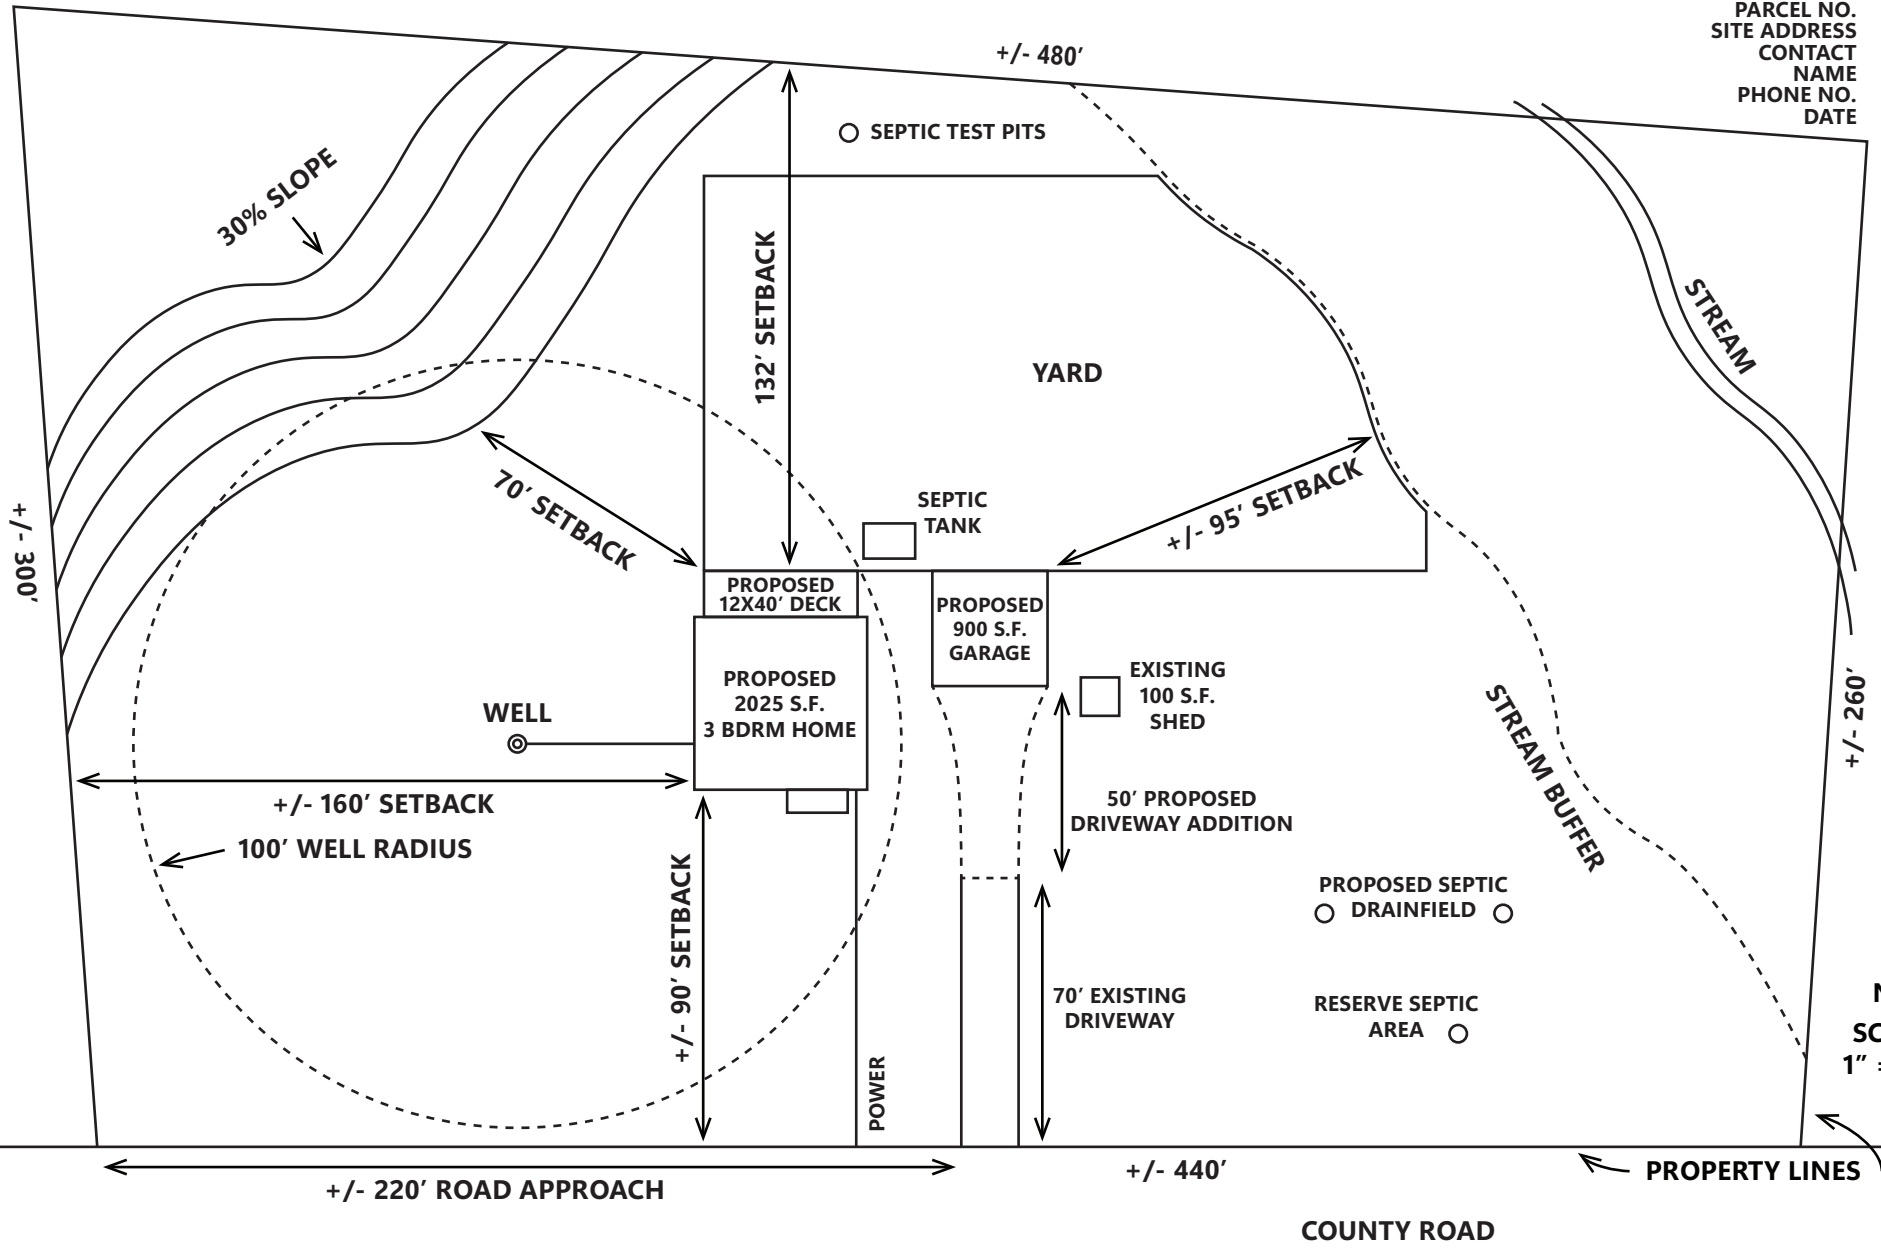 PARCEL NO.
SITE ADDRESS
CONTACT
NAME
PHONE NO.
DATE
+/- 480’
SEPTIC TEST PITS
30% SLOPE
132’ SETBACK
STREAM
YARD
70’ SETBACK
SEPTIC
TANK
+/- 95’ SETBACK
+/- 300’
PROPOSED
12X40’ DECK
PROPOSED
900 S.F.
GARAGE
PROPOSED
2025 S.F.
3 BDRM HOME
EXISTING
100 S.F.
SHED
WELL
+/- 260’
STREAM BUFFER
+/- 160’ SETBACK
50’ PROPOSED
DRIVEWAY ADDITION
100’ WELL RADIUS
+/- 90’ SETBACK
PROPOSED SEPTIC
DRAINFIELD
70’ EXISTING
DRIVEWAY
RESERVE SEPTIC
AREA
POWER
1”
+/- 220’ ROAD APPROACH
+/- 440’
PROPERTY LINES
COUNTY ROAD